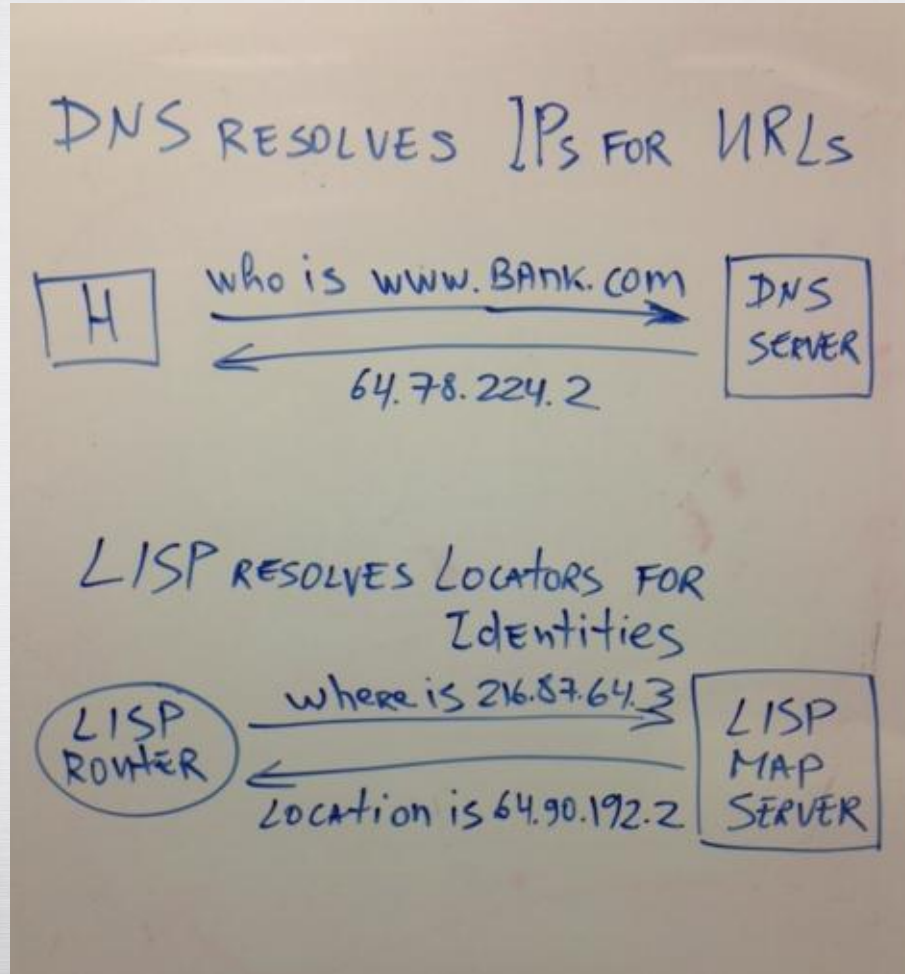 DNS RESOLVES IPs FOR URLs
H
who is www.BAnk.com
DNS
SERVER
64.78.224.2
LISP RESOLVES LOCATORS FOR
IdEntities
where is 216.87.64.3
LISP
ROUTER
LISP
MAP
SERVER
LOCAtion is 64.90.192.2